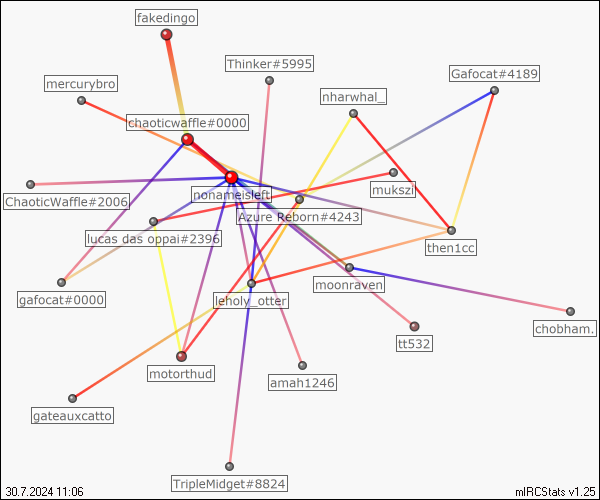 fakedingo
Thinker#5995
Gafocat#4189
mercurybro
nharwhal_
chaoticwaffle#0000
mukszi
nonameisleft
ChaoticWaffle#2006
Azure Reborn#4243
lucas das oppai#2396
then1cc
moonraven
gafocat#0000
leholy_otter
chobham.
tt532
motorthud
amah1246
gateauxcatto
TripleMidget#8824
30.7.2024 11:06
mIRCStats v1.25